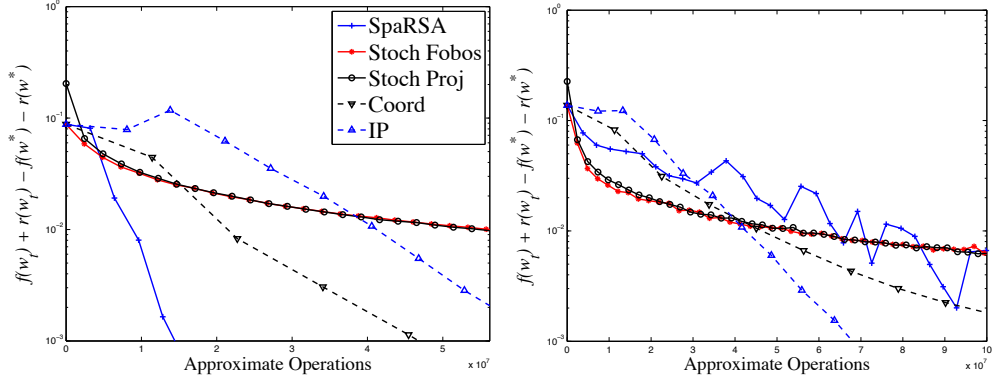 f(w_t) + r(w_t) − f(w^*) − r(w^*)
10^0
10^-1
10^-2
10^-3
SpaRSA
Stoch Fobos
Stoch Proj
Coord
IP
0 1 2 3 4 5
x 10^7
Approximate Operations
f(w_t) + r(w_t) − f(w^*) − r(w^*)
10^0
10^-1
10^-2
10^-3
0 1 2 3 4 5 6 7 8 9 10
x 10^7
Approximate Operations